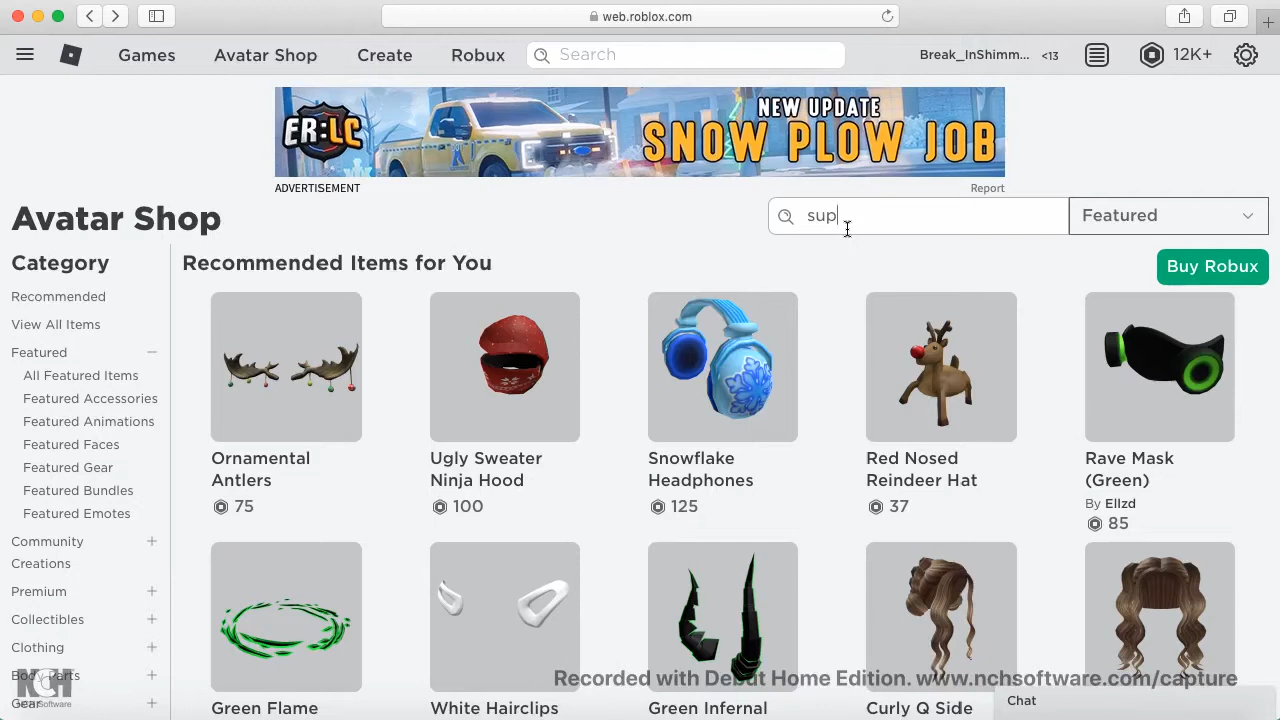 web.roblox.com
Games
Avatar Shop
Create
Robux
Search
Break_InShimm... <13
12K+
ER:LC
NEW UPDATE
SNOW PLOW JOB
ADVERTISEMENT
Report
Avatar Shop
sup
Featured
Category
Recommended Items for You
Buy Robux
Recommended
View All Items
Featured
All Featured Items
Featured Accessories
Featured Animations
Featured Faces
Featured Gear
Featured Bundles
Featured Emotes
Community
Creations
Premium
Collectibles
Clothing
Body Parts
Gear
Ornamental
Antlers
75
Ugly Sweater
Ninja Hood
100
Snowflake
Headphones
125
Red Nosed
Reindeer Hat
37
Rave Mask
(Green)
By Ellzd
85
Green Flame
White Hairclips
Green Infernal
Curly Q Side
NCH
NCH Software
Recorded with Debut Home Edition. www.nchsoftware.com/capture
Chat